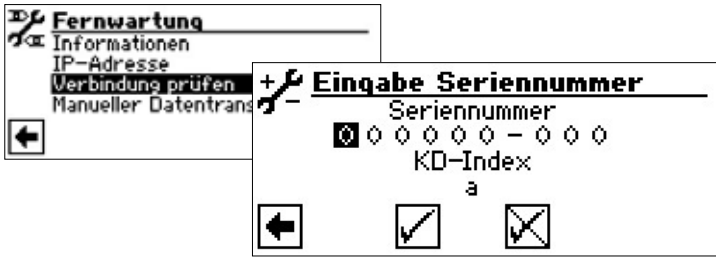 Fernwartung
Informationen
IP-Adresse
Verbindung prüfen
Manueller Datentrans
+
-
Eingabe Seriennummer
Seriennummer
0 0 0 0 0 0 - 0 0 0
KD-Index
a